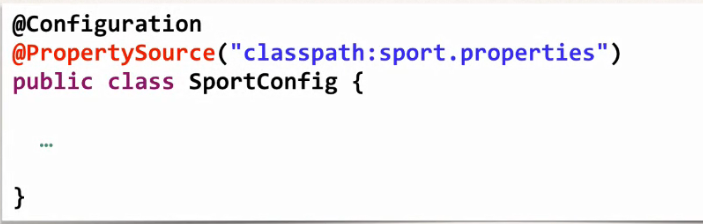 @Configuration
@PropertySource("classpath:sport.properties")
public class SportConfig {
…
}